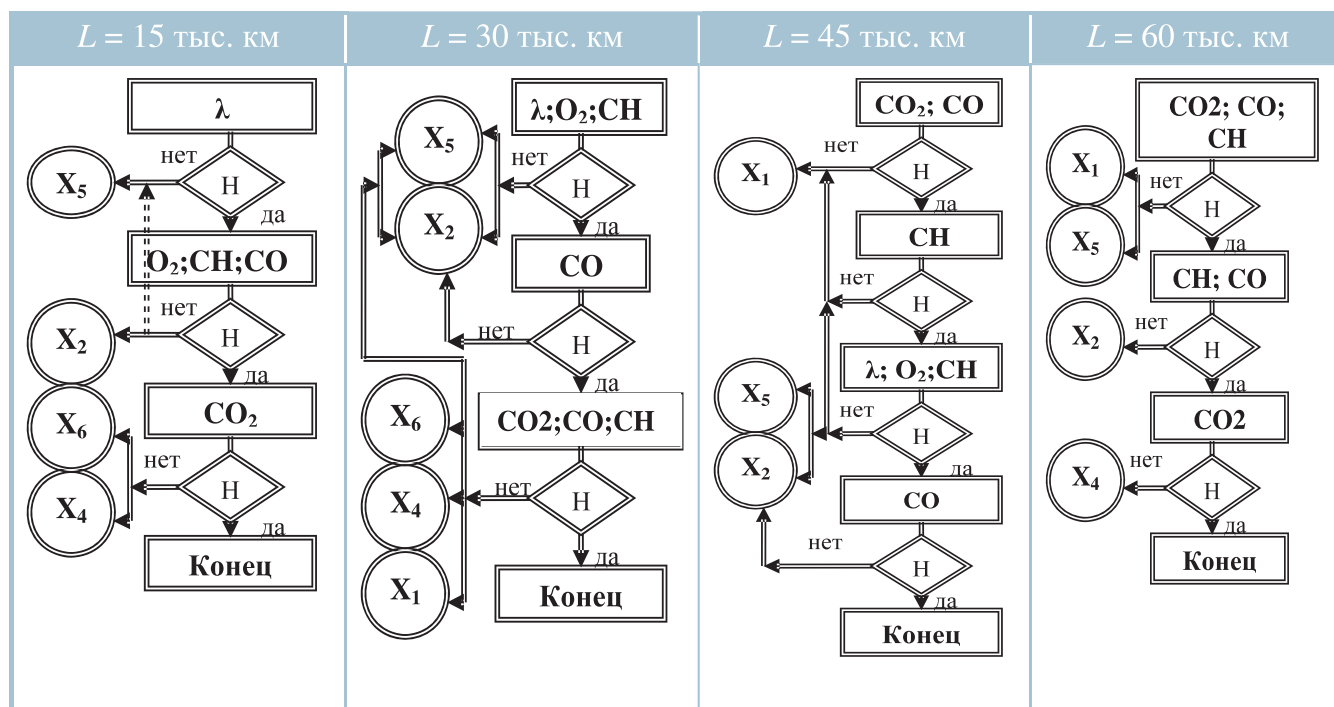 L = 15 тыс. км
λ
нет
Н
X₅
да
O₂;CH;CO
нет
Н
X₂
да
CO₂
X₆
нет
Н
X₄
да
Конец
L = 30 тыс. км
λ;O₂;CH
X₅
нет
Н
X₂
да
CO
нет
Н
да
CO2;CO;CH
X₆
нет
Н
X₄
да
X₁
Конец
L = 45 тыс. км
CO₂; CO
нет
X₁
Н
да
CH
нет
Н
да
λ; O₂;CH
X₅
нет
Н
X₂
да
CO
нет
Н
да
Конец
L = 60 тыс. км
CO2; CO;
CH
X₁
нет
Н
X₅
да
CH; CO
нет
X₂
Н
да
CO2
нет
X₄
Н
да
Конец